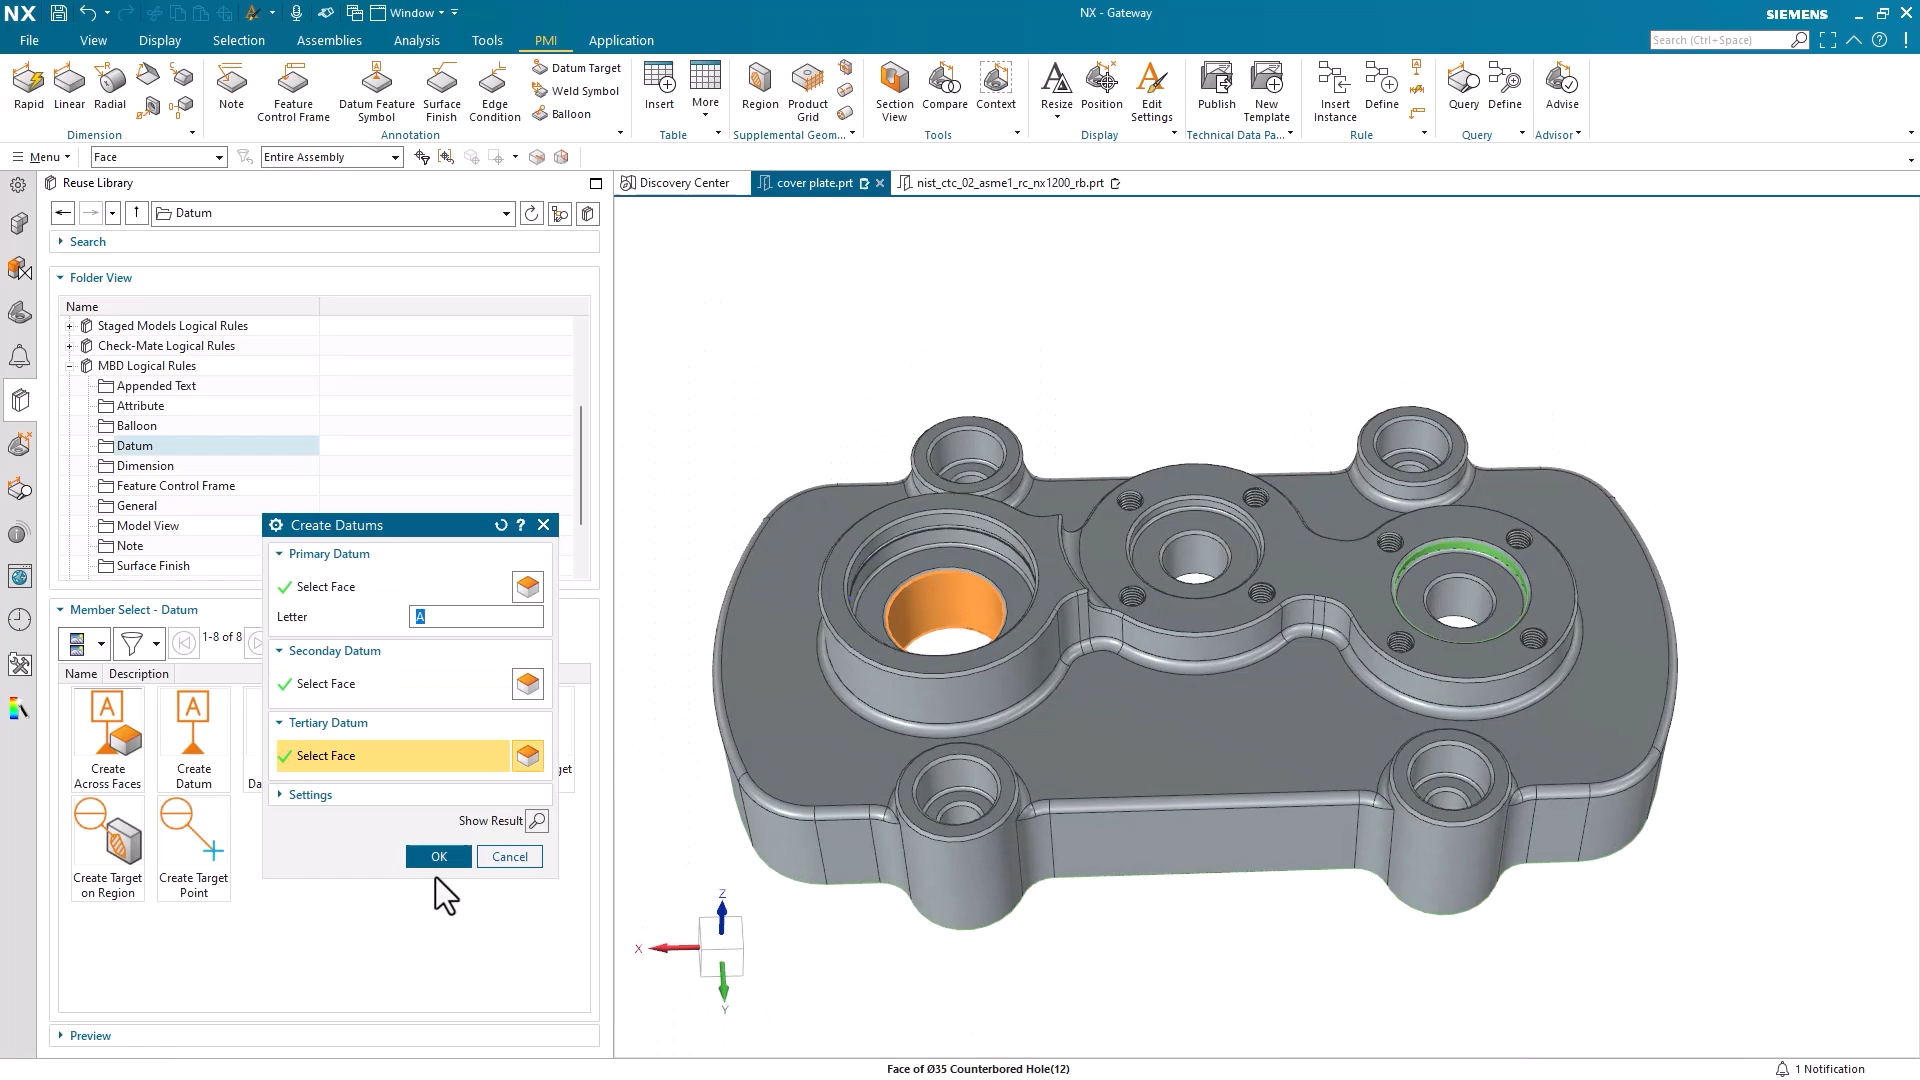 NX
Window
NX - Gateway
SIEMENS
File
View
Display
Selection
Assemblies
Analysis
Tools
PMI
Application
Search (Ctrl+Space)
Rapid
Linear
Radial
Dimension
Note
Feature
Control Frame
Datum Feature
Symbol
Surface
Finish
Edge
Condition
Datum Target
Weld Symbol
Balloon
Annotation
Insert
More
Table
Region
Product
Grid
Supplemental Geom...
Section
View
Compare
Context
Tools
Resize
Position
Edit
Settings
Display
Publish
New
Template
Technical Data Pa...
Insert
Instance
Define
Rule
Query
Define
Query
Advise
Advisor
Menu
Face
Entire Assembly
Reuse Library
Discovery Center
cover plate.prt
nist_ctc_02_asme1_rc_nx1200_rb.prt
Datum
Search
Folder View
Name
Staged Models Logical Rules
Check-Mate Logical Rules
MBD Logical Rules
Appended Text
Attribute
Balloon
Datum
Dimension
Feature Control Frame
General
Model View
Note
Surface Finish
Create Datums
Primary Datum
Select Face
Letter
A
Seconday Datum
Select Face
Tertiary Datum
Select Face
Settings
Show Result
OK
Cancel
Member Select - Datum
1-8 of 8
Name
Description
A
Create
Across Faces
A
Create
Datum
Da
get
Create Target
on Region
Create Target
Point
Preview
Z
X
Y
Face of Ø35 Counterbored Hole(12)
1 Notification